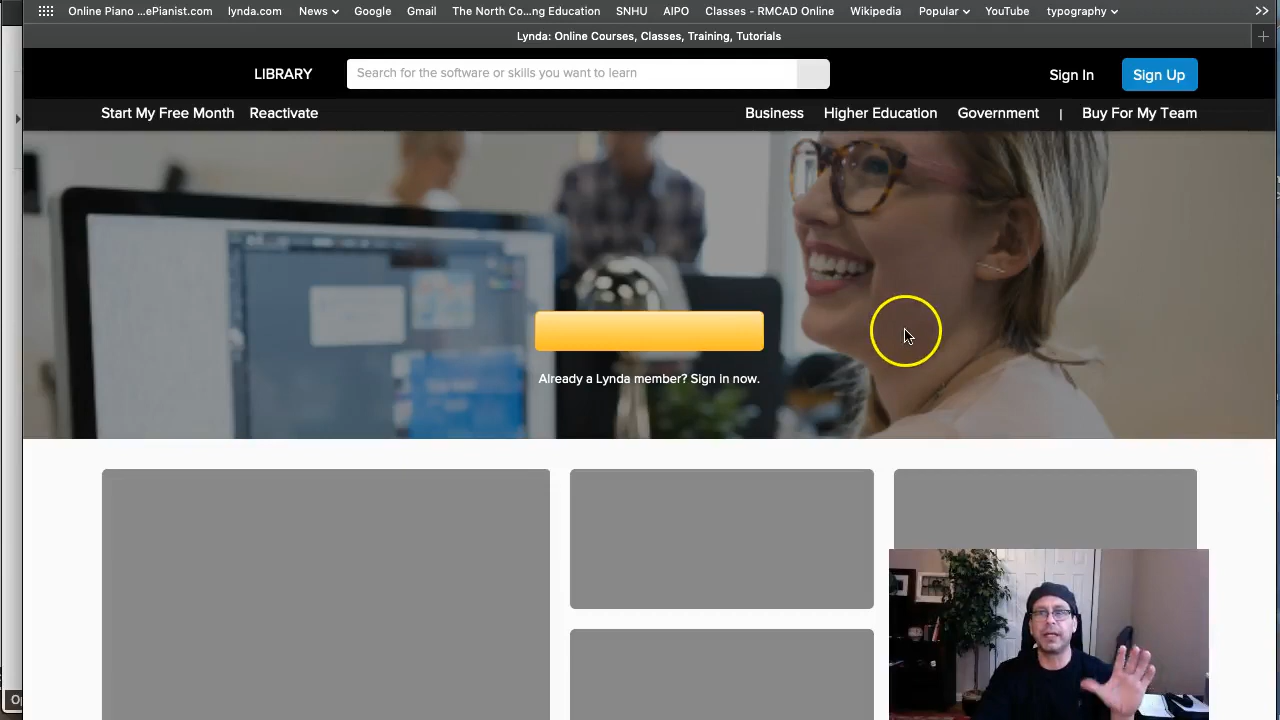 Online Piano ...ePianist.com lynda.com News Google Gmail The North Co...ng Education SNHU AIPO Classes - RMCAD Online Wikipedia Popular YouTube typography
Lynda: Online Courses, Classes, Training, Tutorials
LIBRARY Search for the software or skills you want to learn Sign In Sign Up
Start My Free Month Reactivate Business Higher Education Government | Buy For My Team
Already a Lynda member? Sign in now.